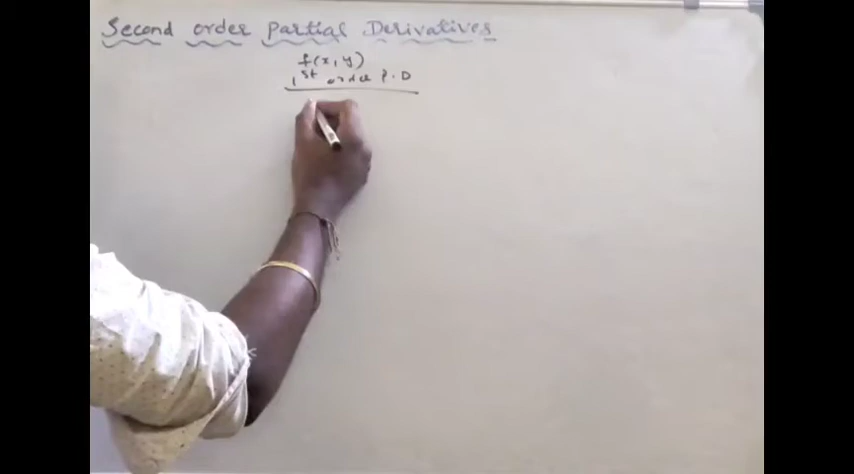 Second order Partial Derivatives
f(x, y)
1st order P.D